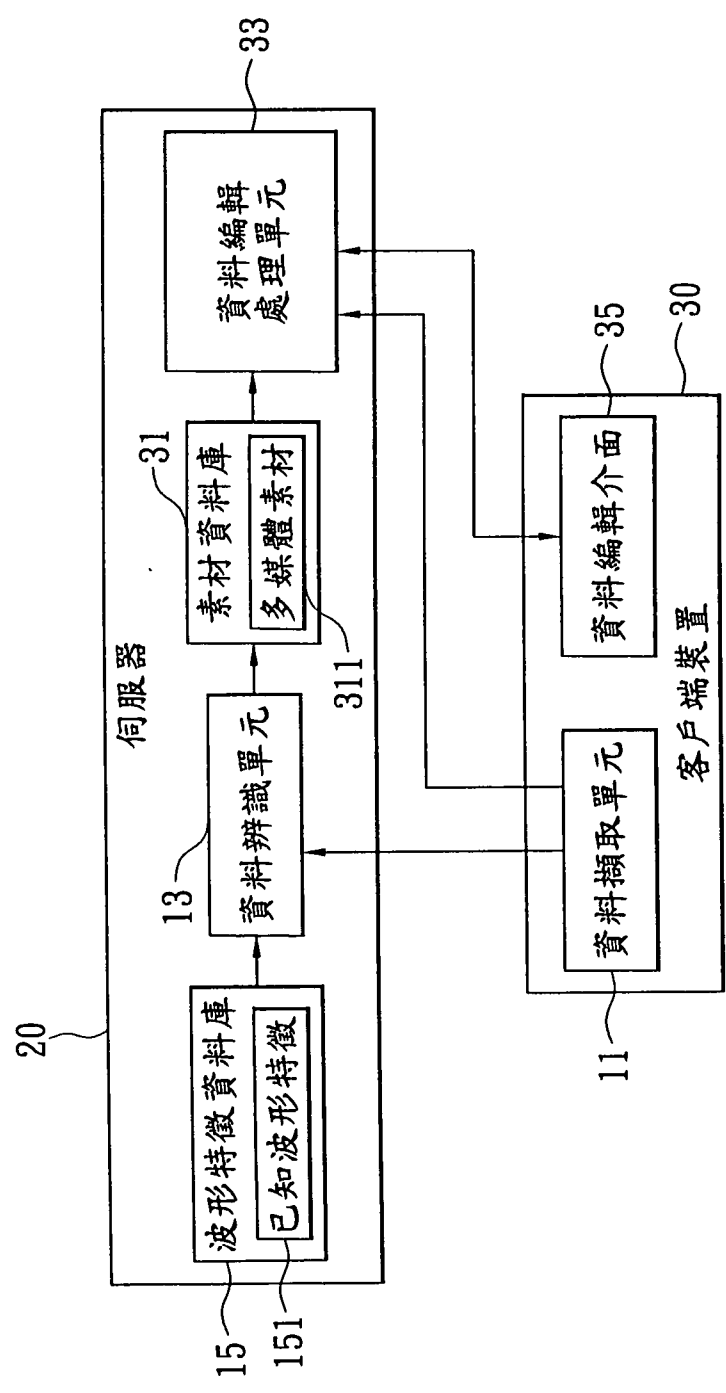 20
伺服器
15
波形特徵資料庫
151
已知波形特徵
13
資料辨識單元
31
素材資料庫
311
多媒體素材
33
資料編輯
處理單元
30
客戶端裝置
11
資料擷取單元
35
資料編輯介面